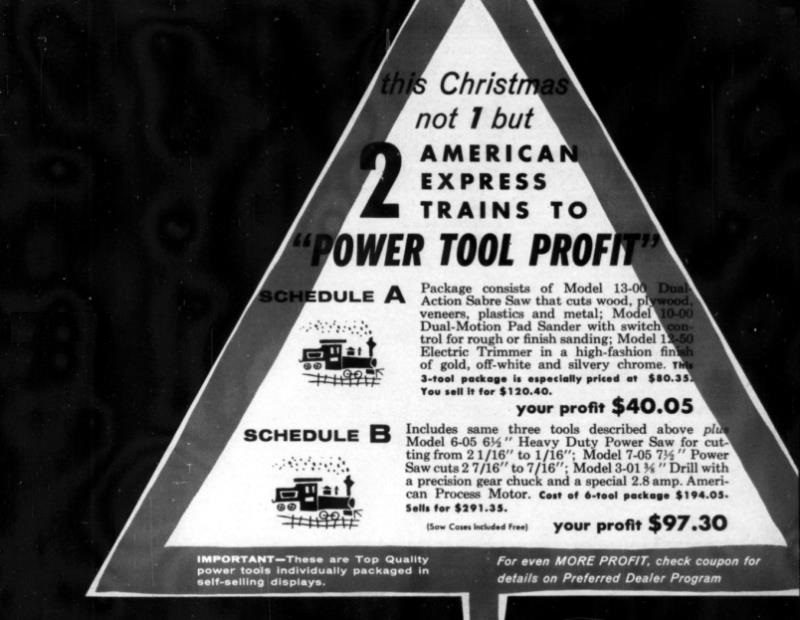 this Christmas
not 1 but
2 AMERICAN
EXPRESS
TRAINS TO
"POWER TOOL PROFIT"
SCHEDULE A
Package consists of Model 13-00 Dual-
Action Sabre Saw that cuts wood, plywood,
veneers, plastics and metal; Model 10-00
Dual-Motion Pad Sander with switch con-
trol for rough or finish sanding; Model 12-50
Electric Trimmer in a high-fashion finish
of gold, off-white and silvery chrome. This
3-tool package is especially priced at $80.35.
You sell it for $120.40.
your profit $40.05
SCHEDULE B
Includes same three tools described above plus
Model 6-05 6½" Heavy Duty Power Saw for cut-
ting from 2 1/16" to 1/16"; Model 7-05 7½" Power
Saw cuts 2 7/16" to 7/16"; Model 3-01 ⅜" Drill with
a precision gear chuck and a special 2.8 amp. Ameri-
can Process Motor. Cost of 6-tool package $194.05.
Sells for $291.35.
(Saw Cases Included Free) your profit $97.30
IMPORTANT—These are Top Quality
power tools individually packaged in
self-selling displays.
For even MORE PROFIT, check coupon for
details on Preferred Dealer Program